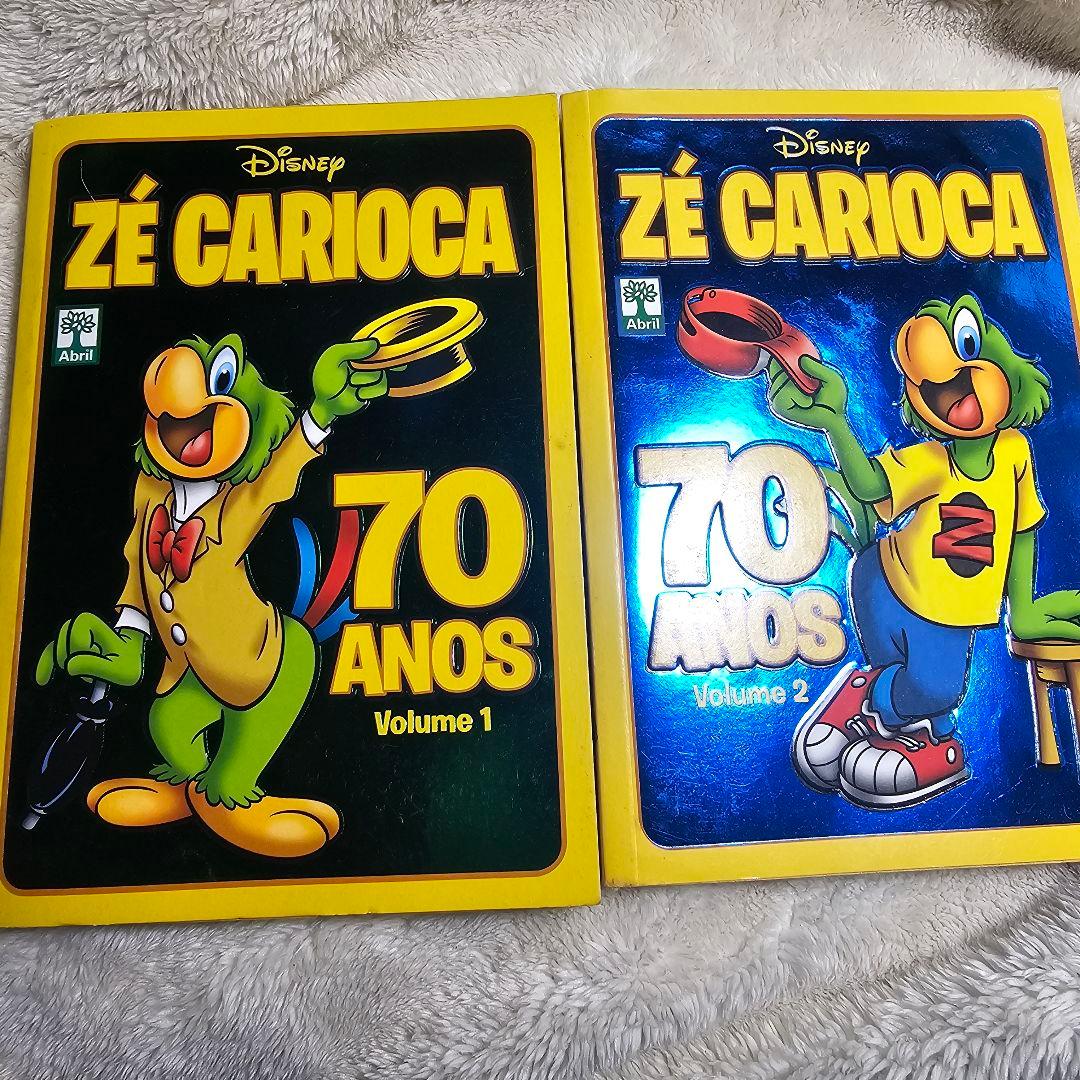 Disney
ZÉ CARIOCA
Abril
70
ANOS
Volume 1
Disney
ZÉ CARIOCA
Abril
70
ANOS
Volume 2
N